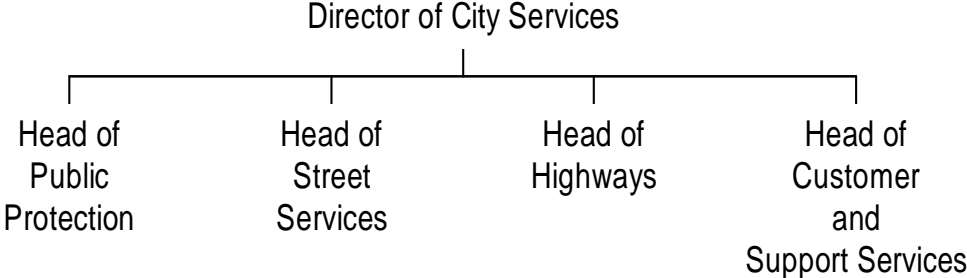 Director of City Services
Head of
Public
Protection
Head of
Street
Services
Head of
Highways
Head of
Customer
and
Support Services